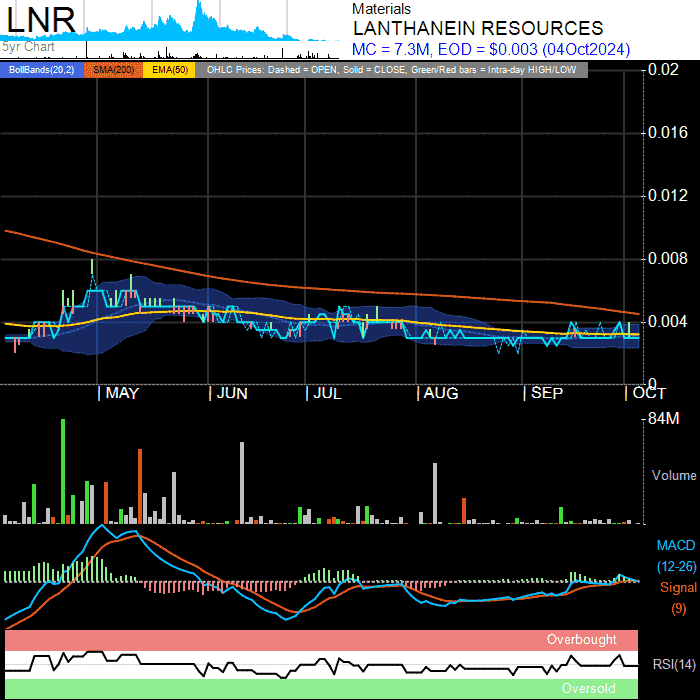 LNR
5yr Chart
Materials
LANTHANEIN RESOURCES
MC = 7.3M, EOD = $0.003 (04Oct2024)
BollBands(20,2) SMA(200) EMA(50) OHLC Prices: Dashed = OPEN, Solid = CLOSE, Green/Red bars = Intra-day HIGH/LOW
0.02
0.016
0.012
0.008
0.004
0
MAY JUN JUL AUG SEP OCT
84M
Volume
MACD
(12-26)
Signal
(9)
Overbought
RSI(14)
Oversold